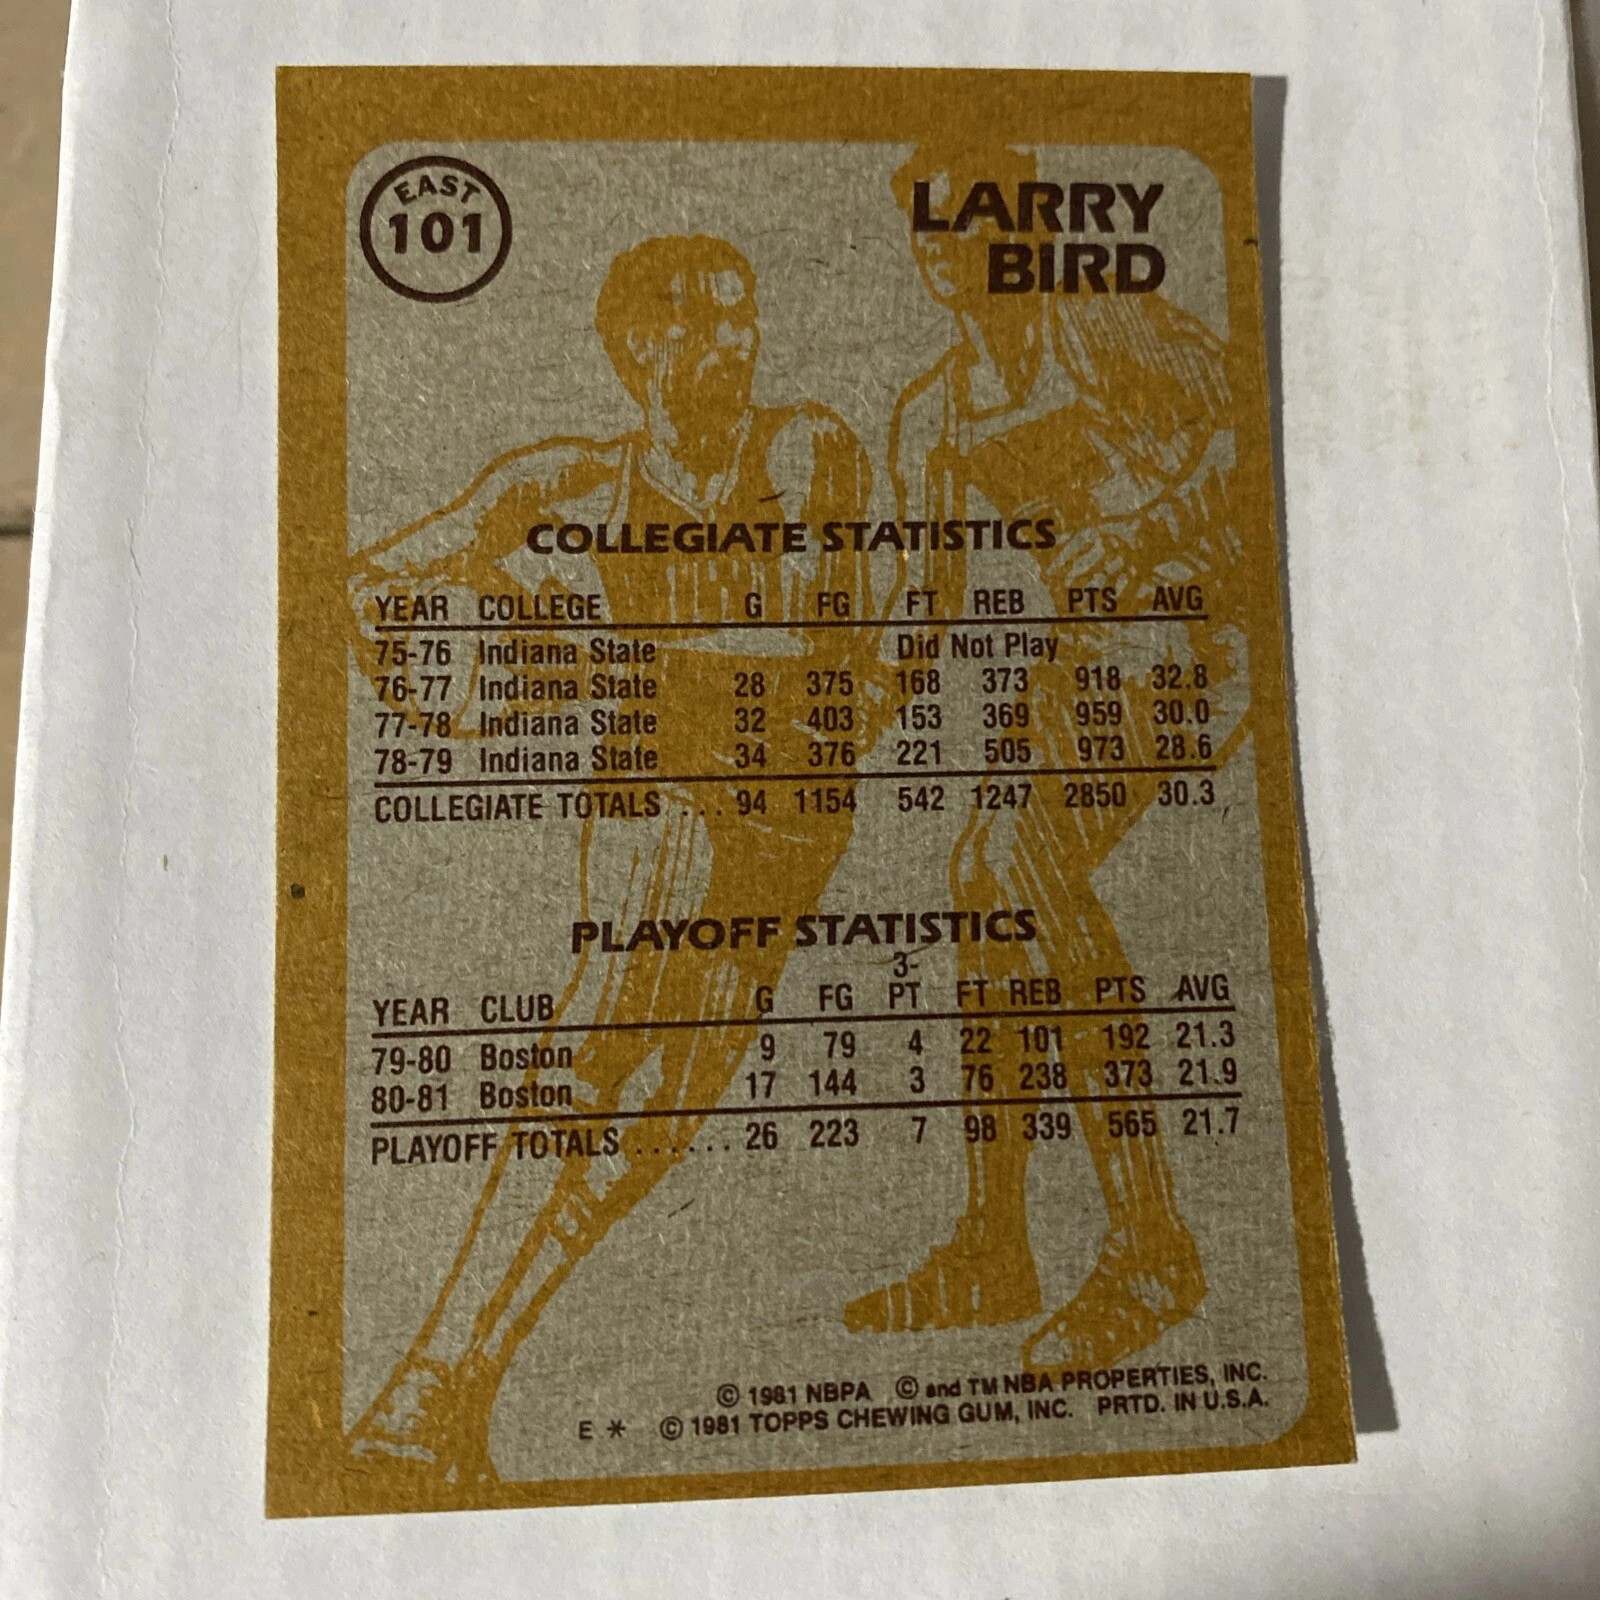 EAST
101
LARRY
BIRD
COLLEGIATE STATISTICS
YEAR COLLEGE G FG FT REB PTS AVG
75-76 Indiana State Did Not Play
76-77 Indiana State 28 375 168 373 918 32.8
77-78 Indiana State 32 403 153 369 959 30.0
78-79 Indiana State 34 376 221 505 973 28.6
COLLEGIATE TOTALS ... 94 1154 542 1247 2850 30.3
PLAYOFF STATISTICS
3-
YEAR CLUB G FG PT FT REB PTS AVG
79-80 Boston 9 79 4 22 101 192 21.3
80-81 Boston 17 144 3 76 238 373 21.9
PLAYOFF TOTALS ...... 26 223 7 98 339 565 21.7
© 1981 NBPA © and TM NBA PROPERTIES, INC.
E * © 1981 TOPPS CHEWING GUM, INC. PRTD. IN U.S.A.